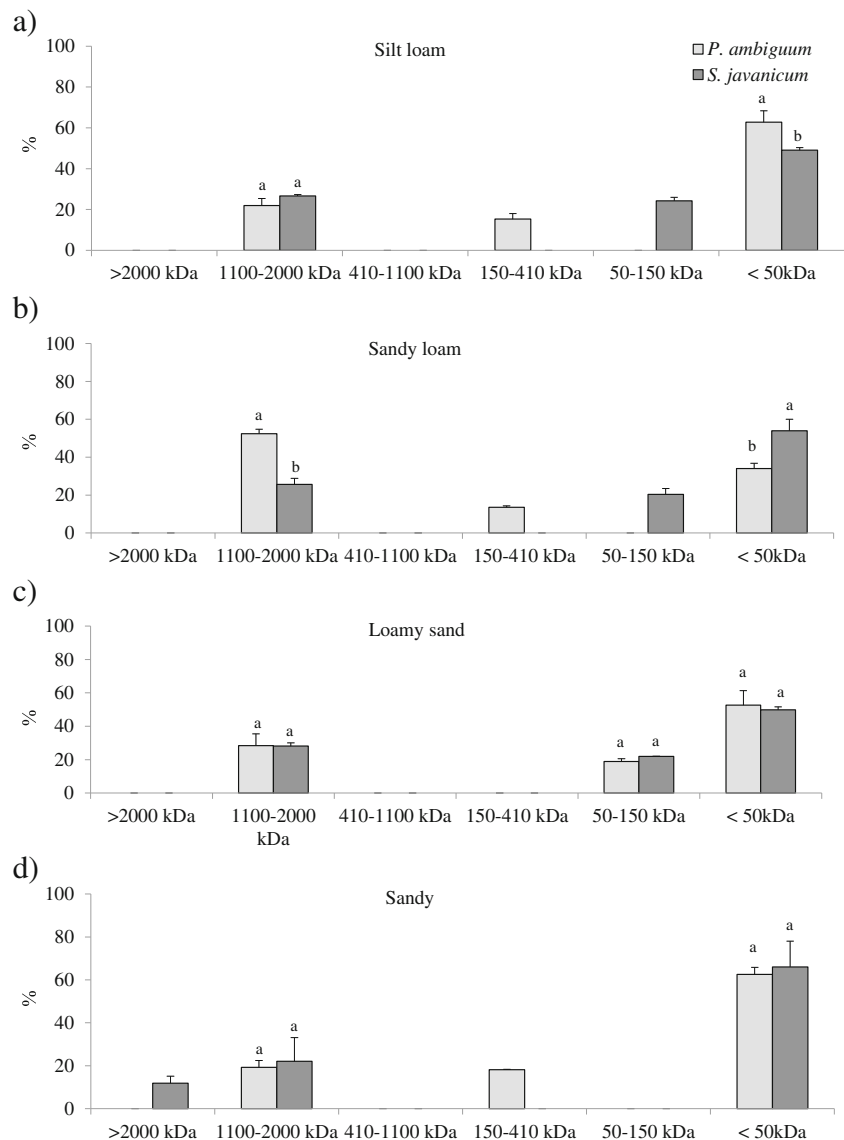 a)
100
80
60
40
20
0
%
Silt loam
P. ambiguum
S. javanicum
a a a b
>2000 kDa 1100-2000 kDa 410-1100 kDa 150-410 kDa 50-150 kDa < 50kDa
b)
100
80
60
40
20
0
%
Sandy loam
a b b a
>2000 kDa 1100-2000 kDa 410-1100 kDa 150-410 kDa 50-150 kDa < 50kDa
c)
100
80
60
40
20
0
%
Loamy sand
a a a a a a
>2000 kDa 1100-2000 kDa 410-1100 kDa 150-410 kDa 50-150 kDa < 50kDa
d)
100
80
60
40
20
0
%
Sandy
a a a a
>2000 kDa 1100-2000 kDa 410-1100 kDa 150-410 kDa 50-150 kDa < 50kDa